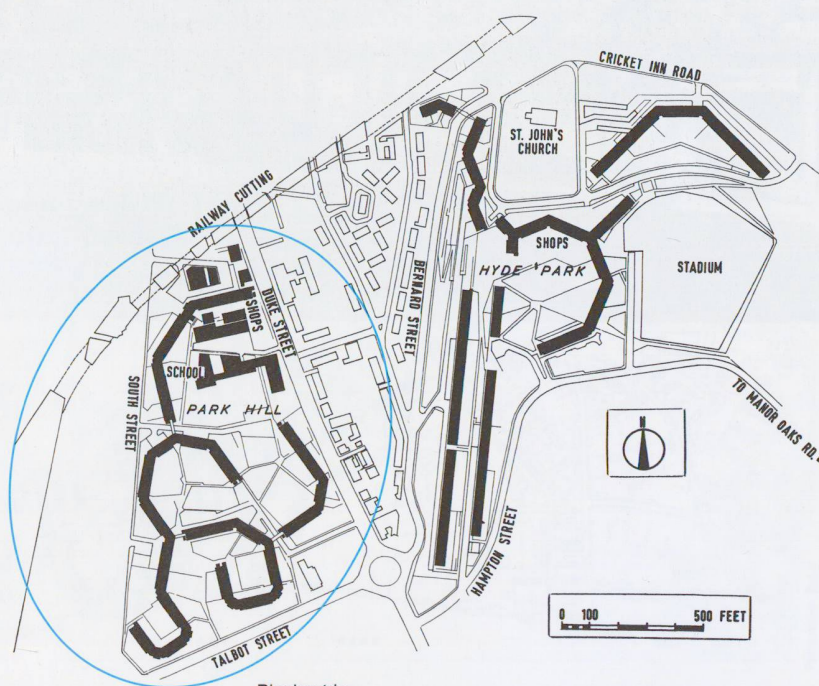 CRICKET INN ROAD
ST. JOHN'S
CHURCH
RAILWAY CUTTING
SHOPS
HYDE PARK
STADIUM
BERNARD STREET
DUKE STREET
SHOPS
SCHOOL
PARK HILL
SOUTH STREET
TO MANOR OAKS RD.
N
HAMPTON STREET
0 100 500 FEET
TALBOT STREET